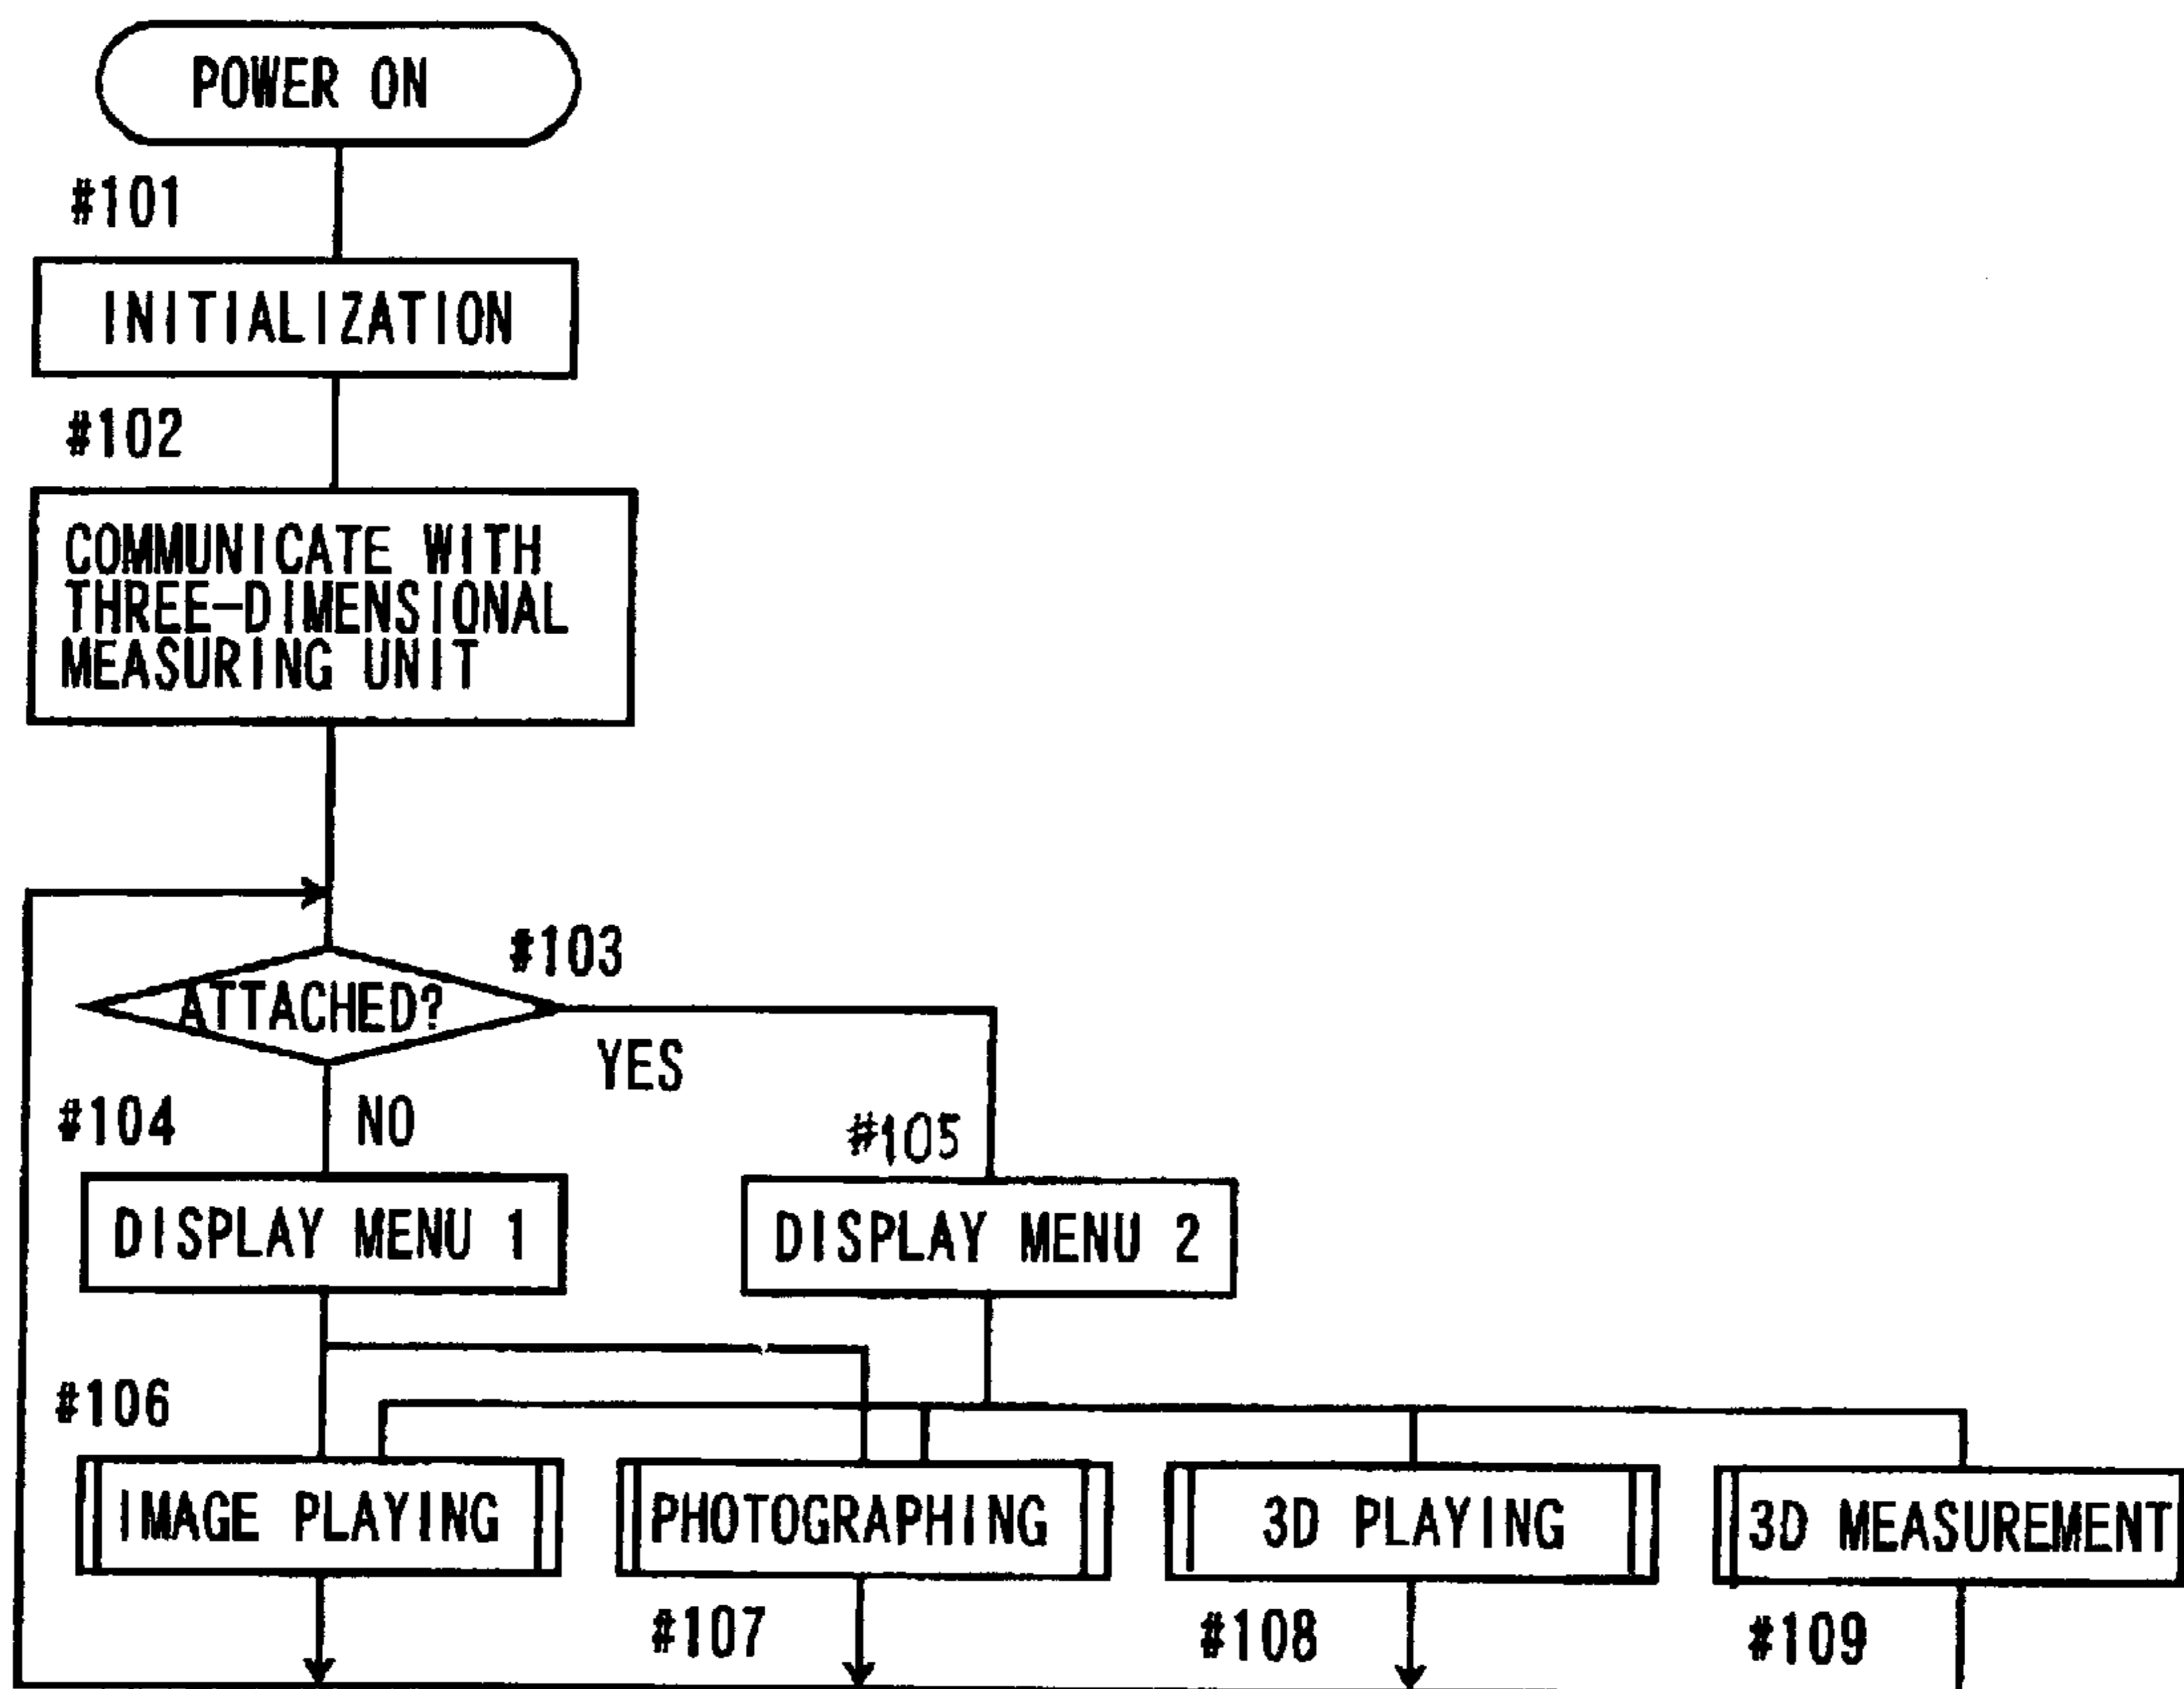 POWER ON
#101
INITIALIZATION
#102
COMMUNICATE WITH
THREE-DIMENSIONAL
MEASURING UNIT
#103
ATTACHED?
YES
#104
NO
#105
DISPLAY MENU 1
DISPLAY MENU 2
#106
IMAGE PLAYING
PHOTOGRAPHING
3D PLAYING
3D MEASUREMENT
#107
#108
#109